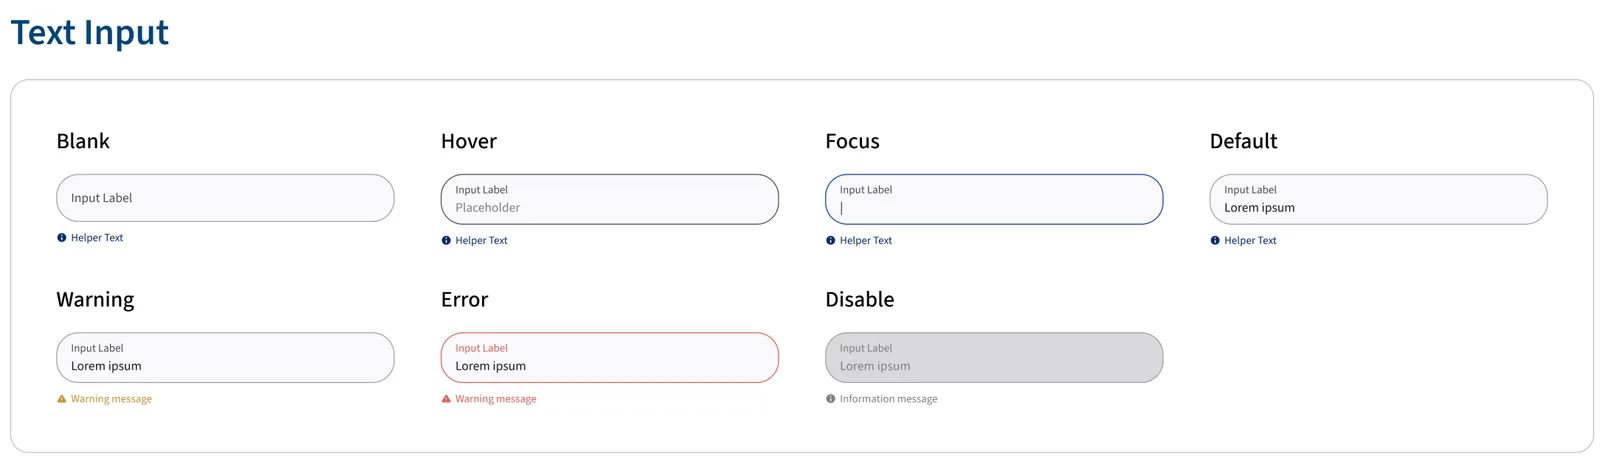 Text Input
Blank
Input Label
Helper Text
Hover
Input Label
Placeholder
Helper Text
Focus
Input Label
Helper Text
Default
Input Label
Lorem ipsum
Helper Text
Warning
Input Label
Lorem ipsum
Warning message
Error
Input Label
Lorem ipsum
Warning message
Disable
Input Label
Lorem ipsum
Information message